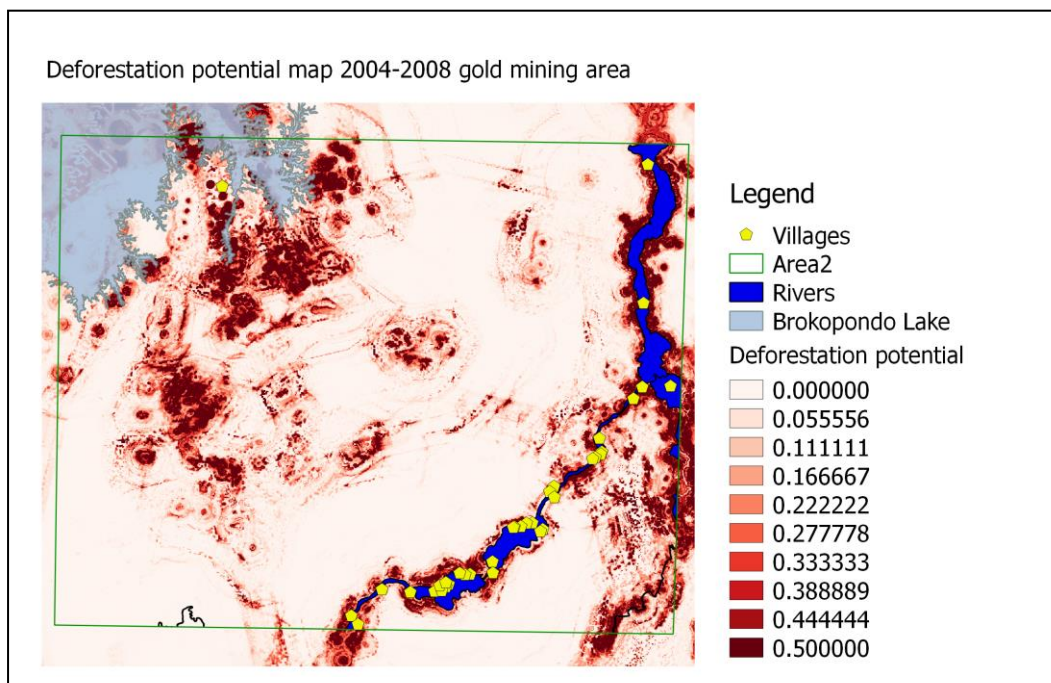 Deforestation potential map 2004-2008 gold mining area
Legend
Villages
Area2
Rivers
Brokopondo Lake
Deforestation potential
0.000000
0.055556
0.111111
0.166667
0.222222
0.277778
0.333333
0.388889
0.444444
0.500000